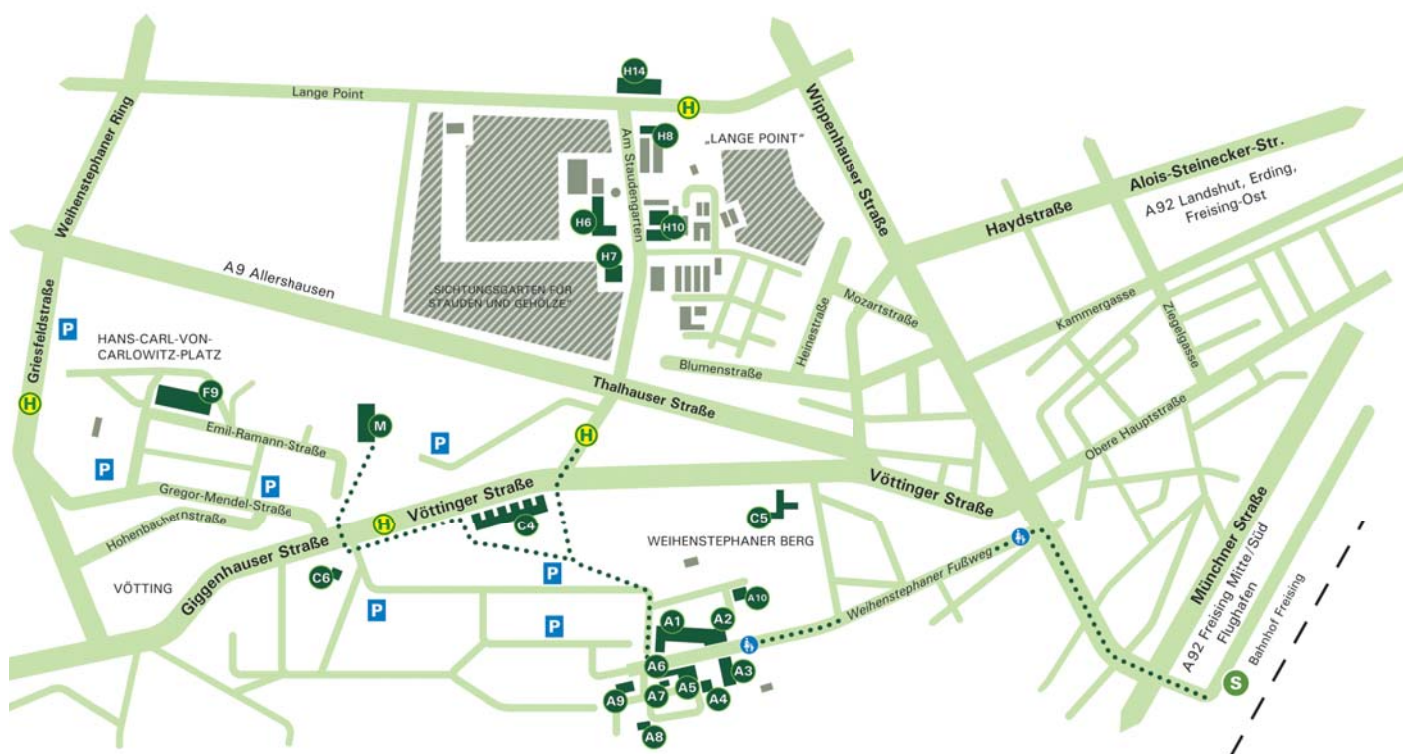 H14
Lange Point
H
Weihenstephaner Ring
Wippenhauser Straße
H8
„LANGE POINT“
Am Staudengarten
Alois-Steinecker-Str.
A92 Landshut, Erding,
Freising-Ost
Haydstraße
H6
H10
H7
A9 Allershausen
„SICHTUNGSGARTEN FÜR
STAUDEN UND GEHÖLZE“
Mozartstraße
Heinestraße
Kammergasse
Ziegelgasse
Griesfeldstraße
P
HANS-CARL-VON-
CARLOWITZ-PLATZ
Blumenstraße
Thalhauser Straße
F9
H
M
Emil-Ramann-Straße
P
H
Obere Hauptstraße
P
P
Gregor-Mendel-Straße
Hohenbachernstraße
Vöttinger Straße
Vöttinger Straße
H
C4
C5
Münchner Straße
A92 Freising Mitte/Süd
Flughafen
Bahnhof Freising
WEIHENSTEPHANER BERG
Giggenhauser Straße
VÖTTING
C6
P
P
P
Weihenstephaner Fußweg
A10
A1
A2
A6
A3
A5
A7
A4
A9
A8
S